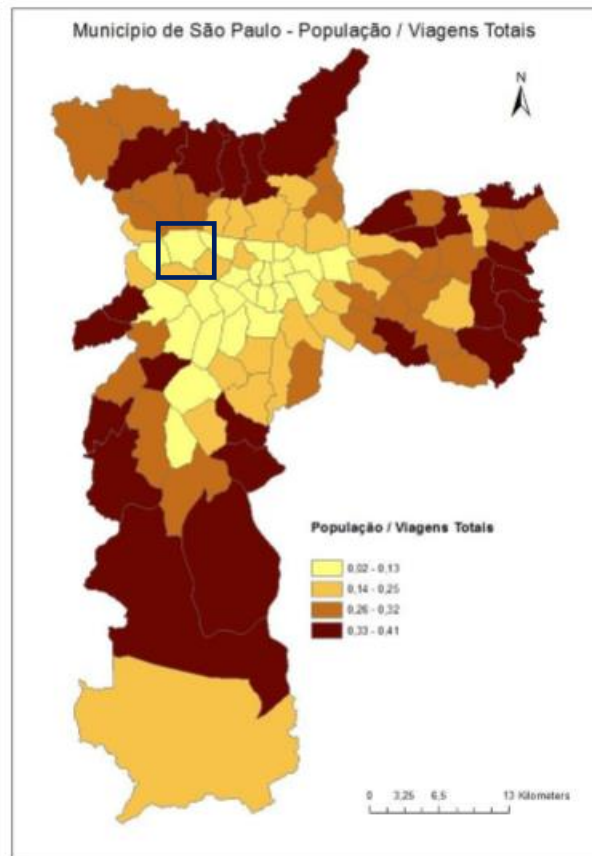 Município de São Paulo - População / Viagens Totais
N
População / Viagens Totais
0,02 - 0,13
0,14 - 0,25
0,26 - 0,32
0,33 - 0,41
0 3,25 6,5 13 Kilometers